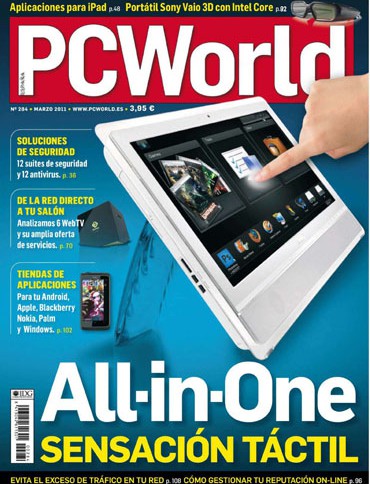 Aplicaciones para iPad p.48 Portátil Sony Vaio 3D con Intel Core p.92
PCWorld
ESPAÑA
Nº 284 • MARZO 2011 • WWW.PCWORLD.ES • 3,95 €
SOLUCIONES
DE SEGURIDAD
12 suites de seguridad
y 12 antivirus. p. 36
DE LA RED DIRECTO
A TU SALÓN
Analizamos 6 WebTV
y su amplia oferta
de servicios. p. 70
TIENDAS DE
APLICACIONES
Para tu Android,
Apple, Blackberry
Nokia, Palm
y Windows. p. 102
IDG
All-in-One
SENSACIÓN TÁCTIL
EVITA EL EXCESO DE TRÁFICO EN TU RED p.108 CÓMO GESTIONAR TU REPUTACIÓN ON-LINE p.96